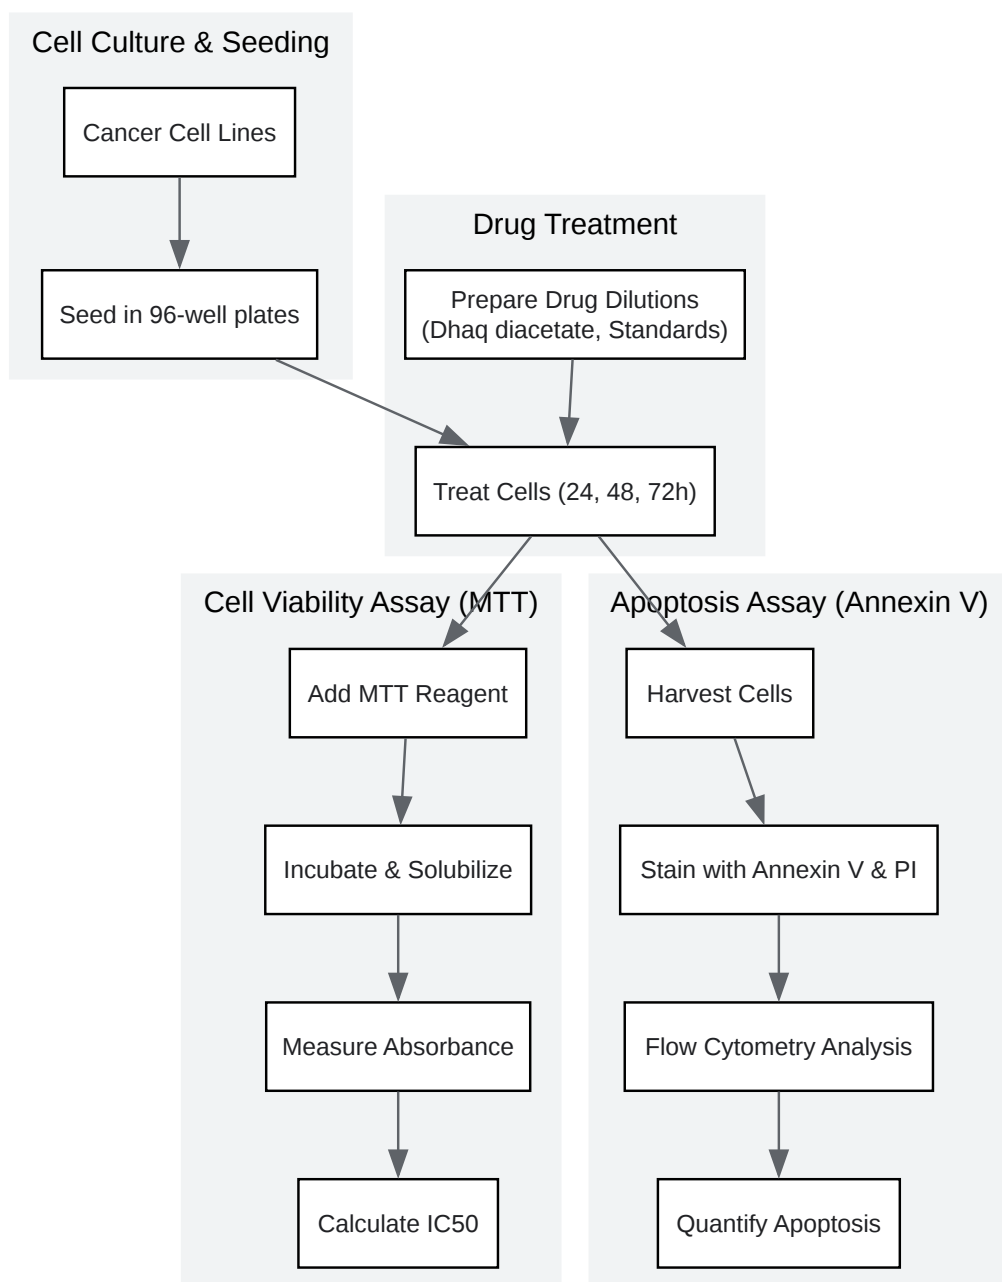 Cell Culture & Seeding
Cancer Cell Lines
Seed in 96-well plates
Drug Treatment
Prepare Drug Dilutions
(Dhaq diacetate, Standards)
Treat Cells (24, 48, 72h)
Cell Viability Assay (MTT)
Add MTT Reagent
Incubate & Solubilize
Measure Absorbance
Calculate IC50
Apoptosis Assay (Annexin V)
Harvest Cells
Stain with Annexin V & PI
Flow Cytometry Analysis
Quantify Apoptosis